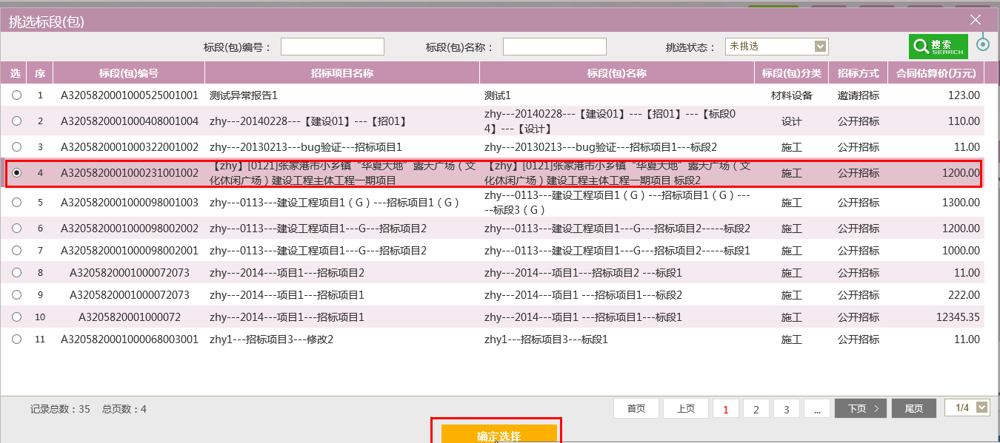 挑选标段(包)
标段(包)编号： 标段(包)名称： 挑选状态： 未挑选 搜索 SEARCH
选 序 标段(包)编号 招标项目名称 标段(包)名称 标段(包)分类 招标方式 合同估算价(万元)
1 A3205820001000525001001 测试异常报告1 测试1 材料设备 邀请招标 123.00
2 A3205820001000408001004 zhy---20140228---【建设01】---【招01】 zhy---20140228---【建设01】---【招01】---【标段0
4】---【设计】 设计 公开招标 110.00
3 A3205820001000322001002 zhy---20130213---bug验证---招标项目1 zhy---20130213---bug验证---招标项目1---标段2 施工 公开招标 11.00
4 A3205820001000231001002 【zhy】[0121]张家港市小乡镇“华夏天地”露天广场（文
化休闲广场）建设工程主体工程一期项目 【zhy】[0121]张家港市小乡镇“华夏天地”露天广场（文
化休闲广场）建设工程主体工程一期项目 标段2 施工 公开招标 1200.00
5 A3205820001000098001003 zhy---0113---建设工程项目1（G）---招标项目1（G） zhy---0113---建设工程项目1（G）---招标项目1（G）---
--标段3（G） 施工 公开招标 1300.00
6 A3205820001000098002002 zhy---0113---建设工程项目1---G---招标项目2 zhy---0113---建设工程项目1---G---招标项目2-----标段2 施工 公开招标 1200.00
7 A3205820001000098002001 zhy---0113---建设工程项目1---G---招标项目2 zhy---0113---建设工程项目1---G---招标项目2-----标段1 施工 公开招标 1000.00
8 A3205820001000072073 zhy---2014---项目1---招标项目2 zhy---2014---项目1---招标项目2 ---标段1 施工 公开招标 11.00
9 A3205820001000072073 zhy---2014---项目1---招标项目1 zhy---2014---项目1 ---招标项目1---标段2 施工 公开招标 222.00
10 A3205820001000072 zhy---2014---项目1---招标项目1 zhy---2014---项目1 ---招标项目1---标段1 施工 公开招标 12345.35
11 A3205820001000068003001 zhy1---招标项目3---修改2 zhy1---招标项目3---标段1 施工 公开招标 11.00
记录总数：35 总页数：4 首页 上页 1 2 3 ... 下页 尾页 1/4
确定选择